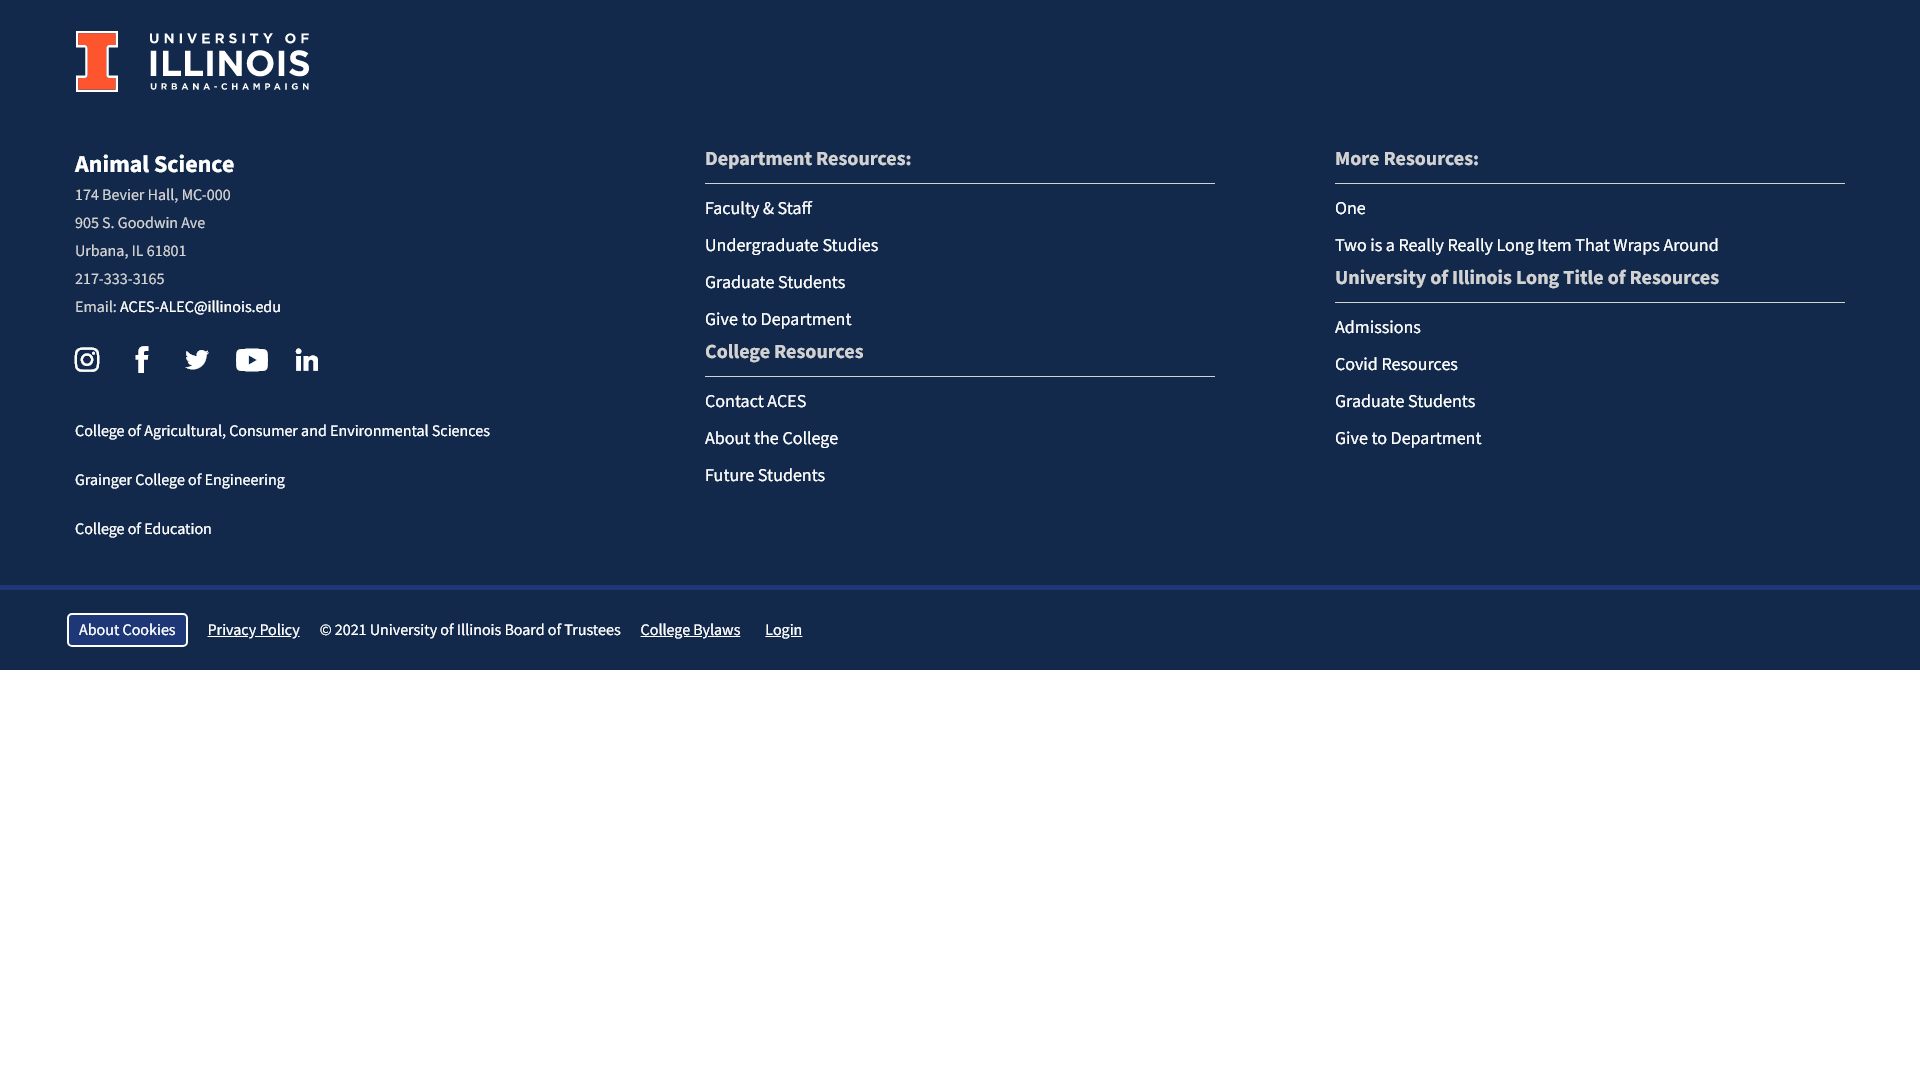 UNIVERSITY OF
ILLINOIS
URBANA-CHAMPAIGN
Animal Science
174 Bevier Hall, MC-000
905 S. Goodwin Ave
Urbana, IL 61801
217-333-3165
Email: ACES-ALEC@illinois.edu
College of Agricultural, Consumer and Environmental Sciences
Grainger College of Engineering
College of Education
Department Resources:
Faculty & Staff
Undergraduate Studies
Graduate Students
Give to Department
College Resources
Contact ACES
About the College
Future Students
More Resources:
One
Two is a Really Really Long Item That Wraps Around
University of Illinois Long Title of Resources
Admissions
Covid Resources
Graduate Students
Give to Department
About Cookies Privacy Policy © 2021 University of Illinois Board of Trustees College Bylaws Login